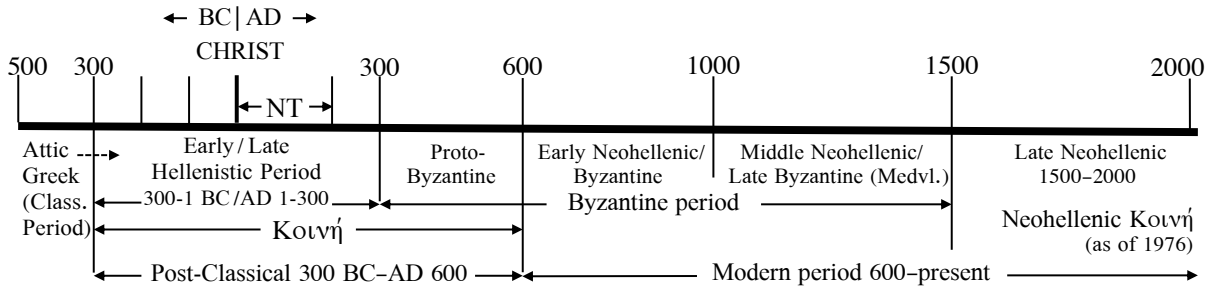 BC | AD
CHRIST
500 300 300 600 1000 1500 2000
NT
Attic Greek (Class. Period)
Early / Late
Hellenistic Period
300-1 BC / AD 1-300
Proto-
Byzantine
Early Neohellenic/
Byzantine
Middle Neohellenic/
Late Byzantine (Medvl.)
Late Neohellenic
1500–2000
Byzantine period
Κοινή
Neohellenic Κοινή
(as of 1976)
Post-Classical 300 BC–AD 600
Modern period 600–present